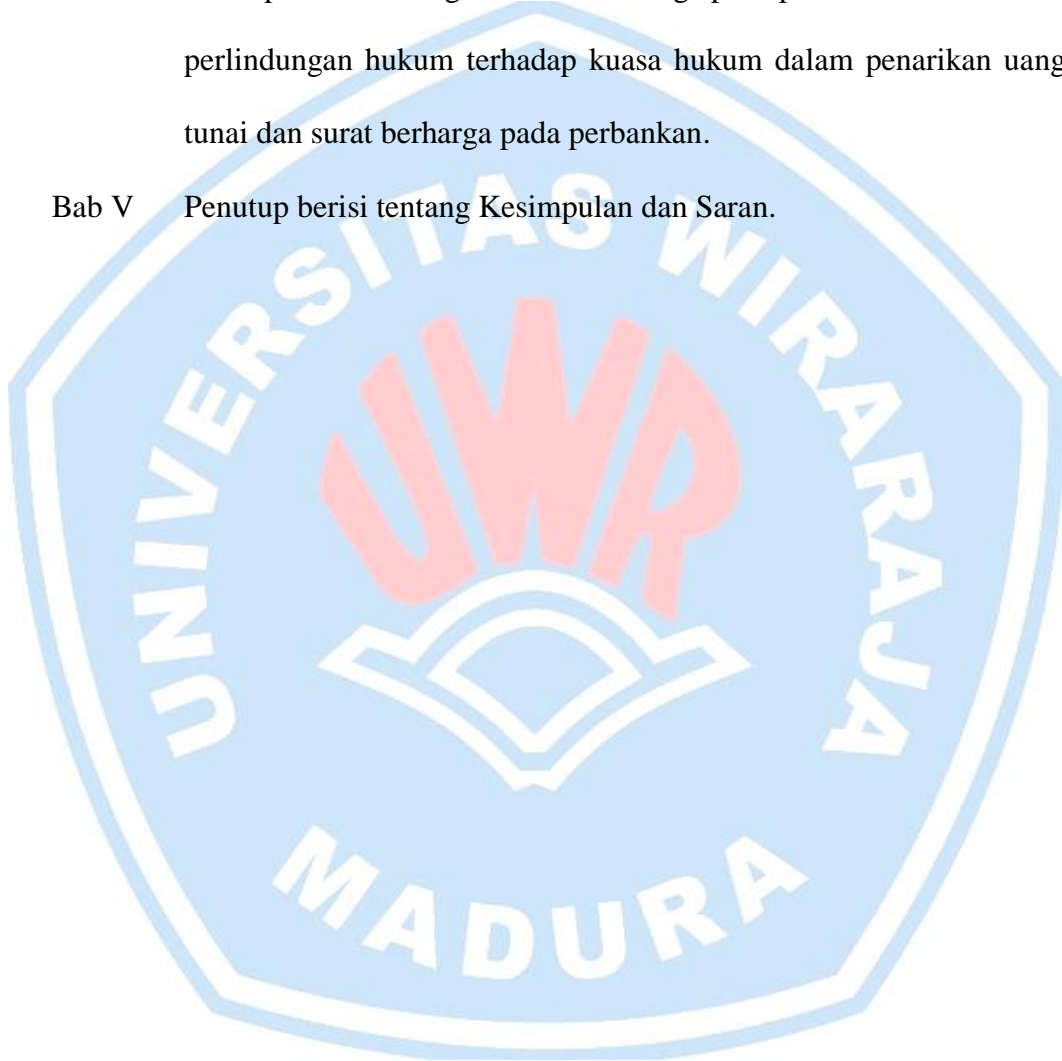 perlindungan hukum terhadap kuasa hukum dalam penarikan uang
tunai dan surat berharga pada perbankan.
Bab V Penutup berisi tentang Kesimpulan dan Saran.
UNIVERSITAS WIRARAJA
UWR
MADURA